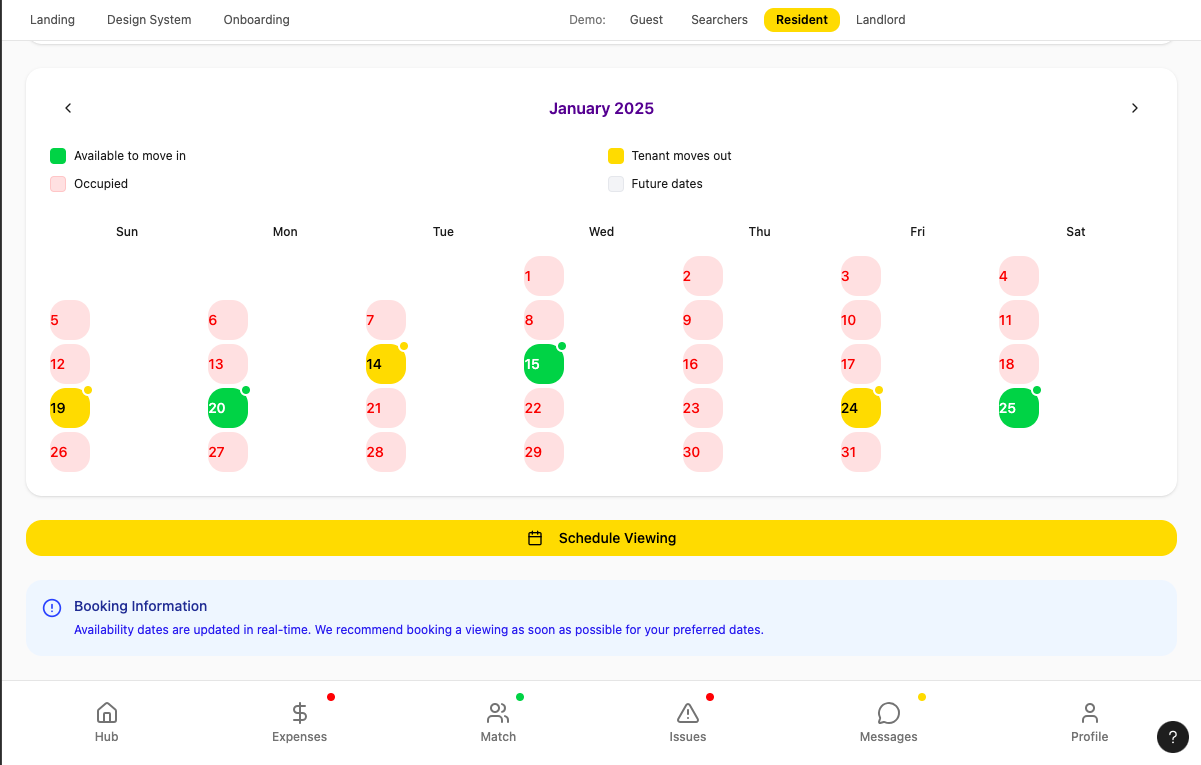 Landing Design System Onboarding Demo: Guest Searchers Resident Landlord
January 2025
Available to move in Tenant moves out
Occupied Future dates
Sun Mon Tue Wed Thu Fri Sat
1 2 3 4
5 6 7 8 9 10 11
12 13 14 15 16 17 18
19 20 21 22 23 24 25
26 27 28 29 30 31
Schedule Viewing
Booking Information
Availability dates are updated in real-time. We recommend booking a viewing as soon as possible for your preferred dates.
Hub Expenses Match Issues Messages Profile
?